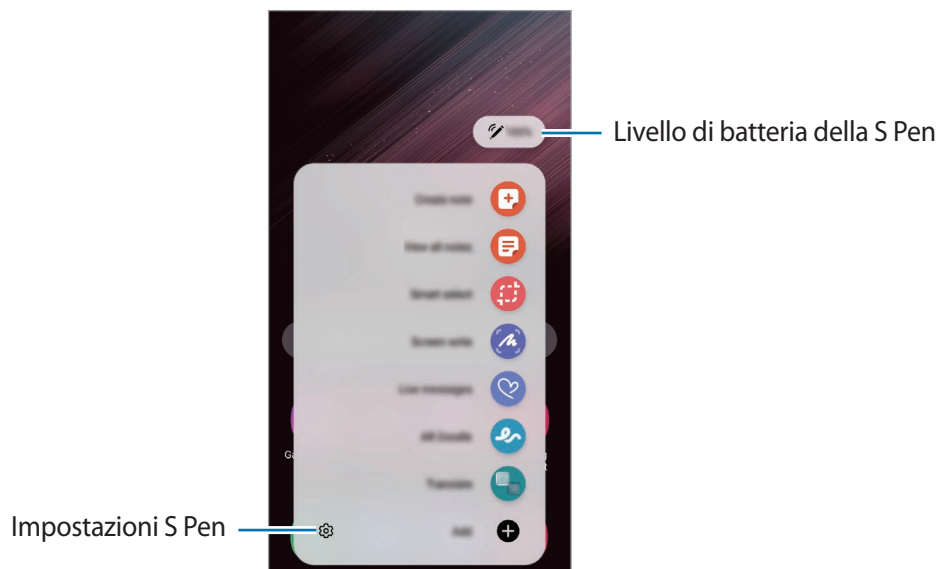 Livello di batteria della S Pen
Create note
View all notes
Smart select
Screen write
Live messages
AR Doodle
Translate
Impostazioni S Pen
Add